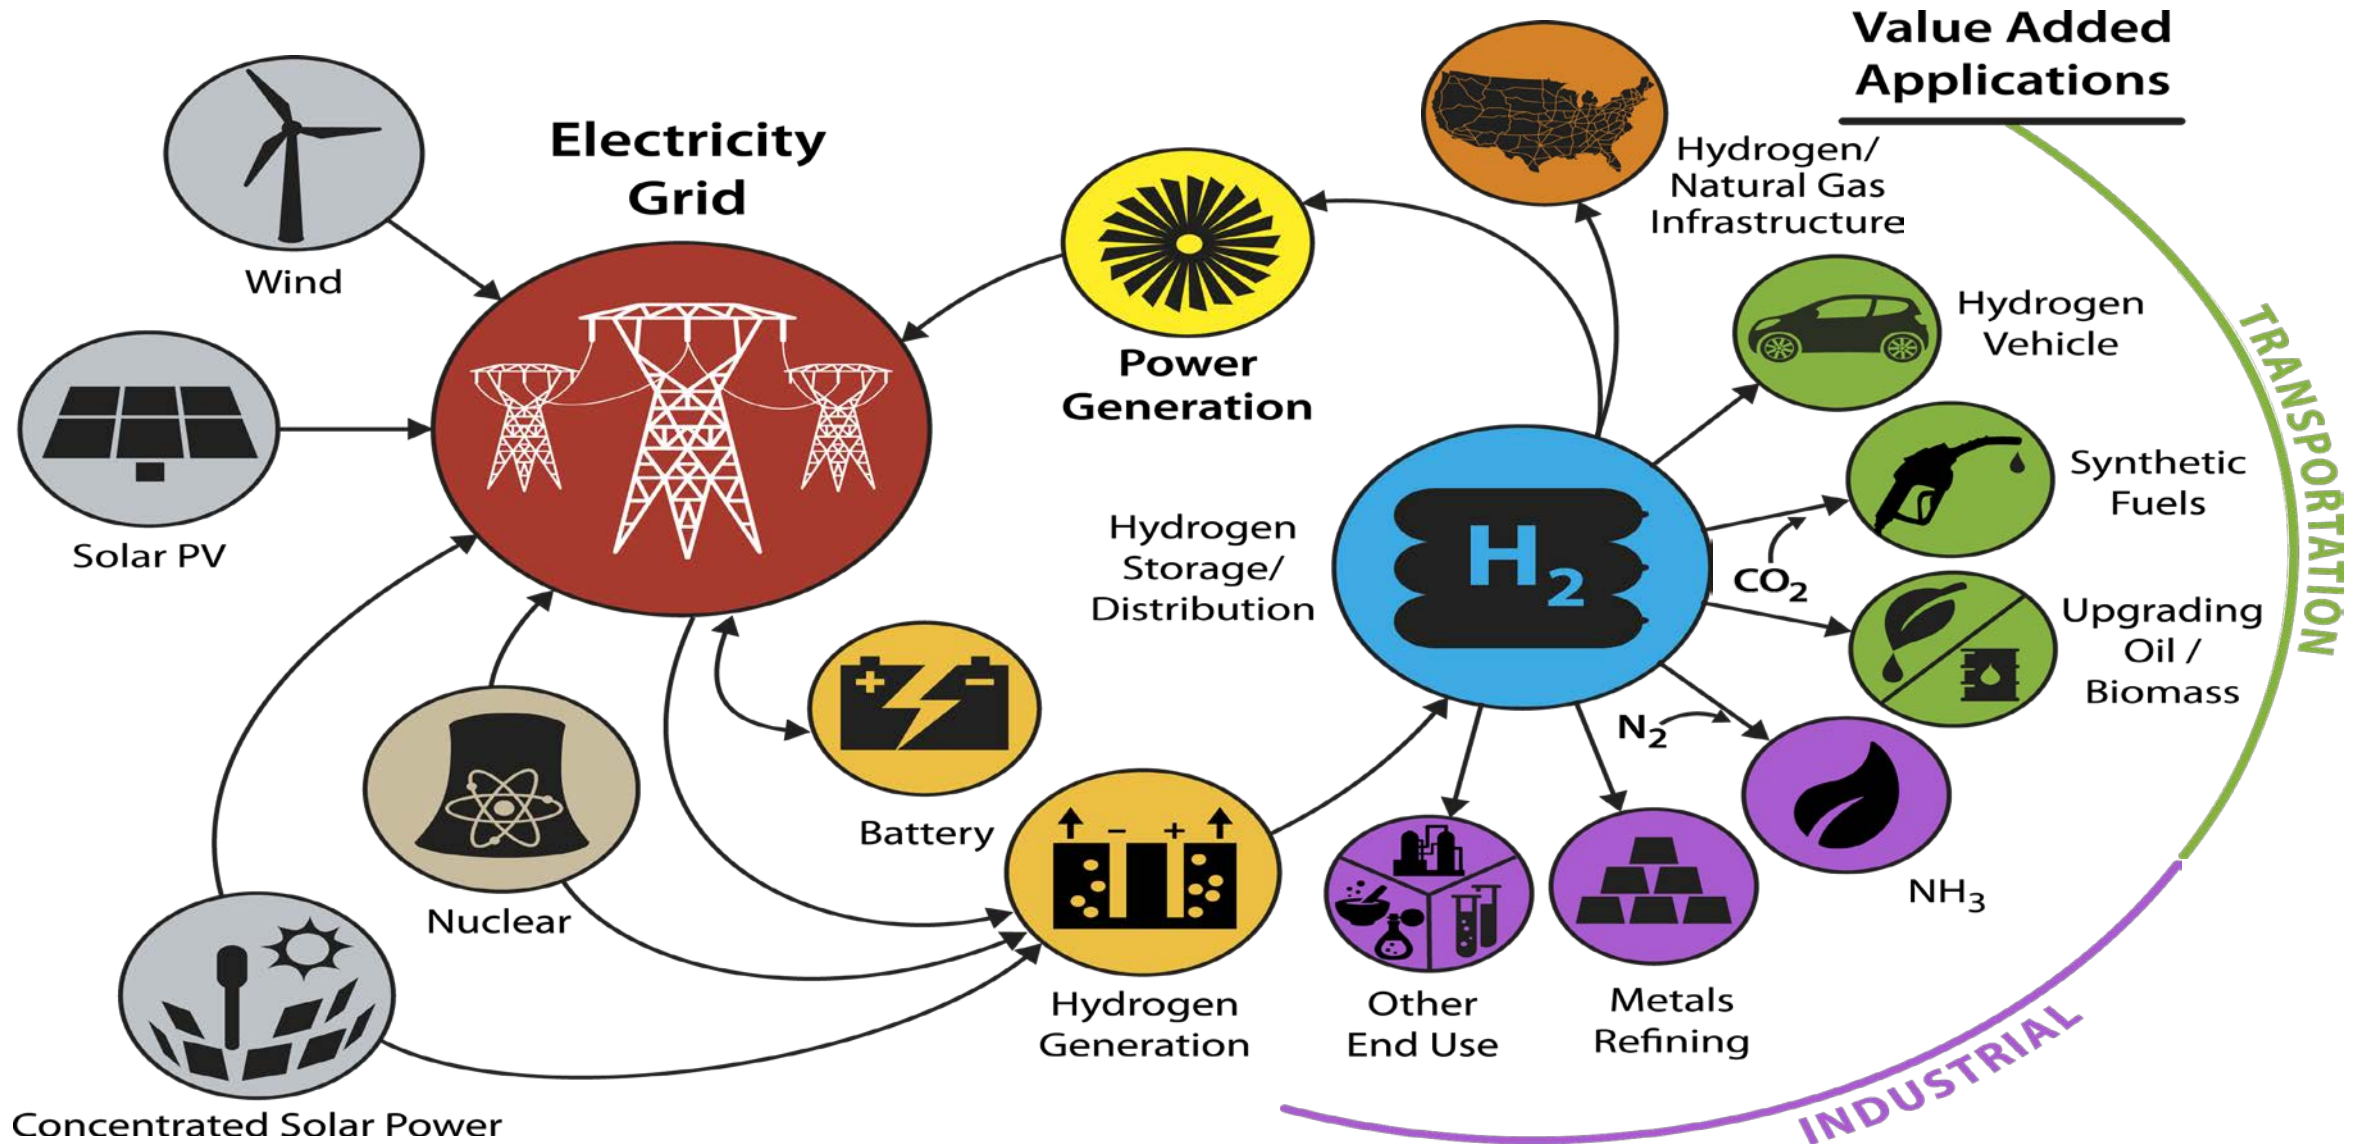 Value Added
Applications
Electricity
Grid
Wind
Solar PV
Nuclear
Concentrated Solar Power
Power
Generation
+ −
Battery
− +
Hydrogen
Generation
Hydrogen
Storage/
Distribution
H2
Hydrogen/
Natural Gas
Infrastructure
Hydrogen
Vehicle
Synthetic
Fuels
CO2
Upgrading
Oil /
Biomass
N2
NH3
Metals
Refining
Other
End Use
TRANSPORTATION
INDUSTRIAL